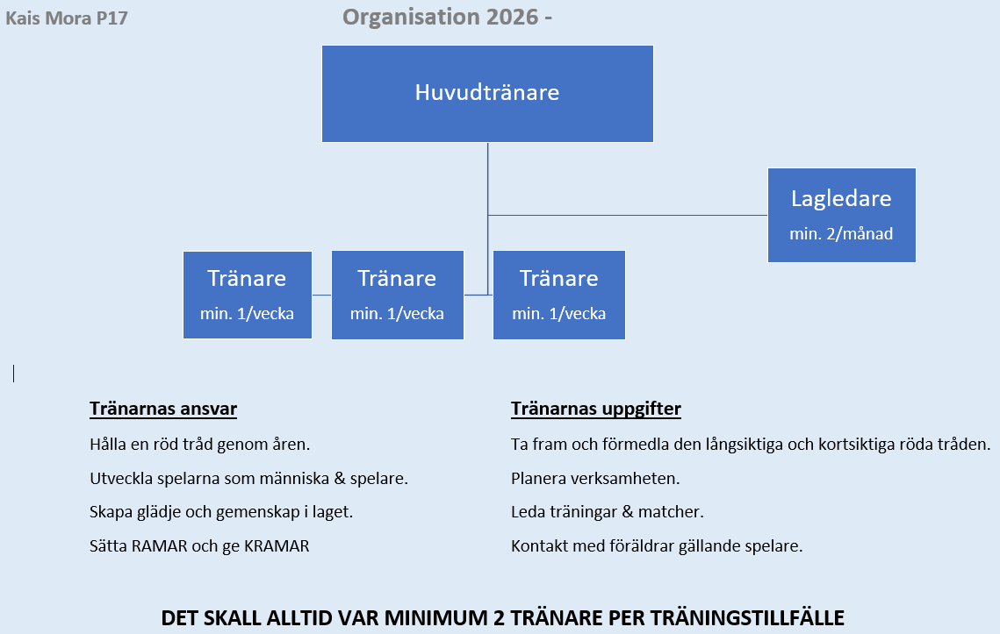 Kais Mora P17
Organisation 2026 -
Huvudtränare
Lagledare
min. 2/månad
Tränare
min. 1/vecka
Tränare
min. 1/vecka
Tränare
min. 1/vecka
Tränarnas ansvar
Hålla en röd tråd genom åren.
Utveckla spelarna som människa & spelare.
Skapa glädje och gemenskap i laget.
Sätta RAMAR och ge KRAMAR
Tränarnas uppgifter
Ta fram och förmedla den långsiktiga och kortsiktiga röda tråden.
Planera verksamheten.
Leda träningar & matcher.
Kontakt med föräldrar gällande spelare.
DET SKALL ALLTID VAR MINIMUM 2 TRÄNARE PER TRÄNINGSTILLFÄLLE